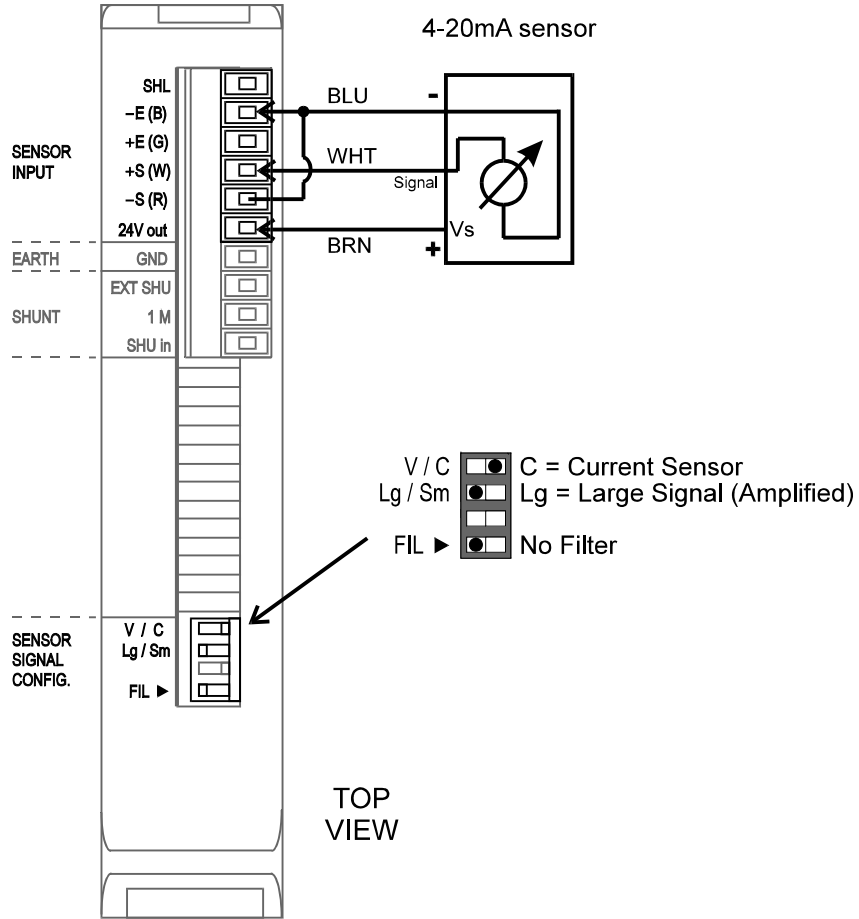 4-20mA sensor
SHL
–E (B)
+E (G)
+S (W)
–S (R)
24V out
SENSOR
INPUT
BLU
-
WHT
Signal
BRN
+
Vs
EARTH
GND
EXT SHU
SHUNT
1 M
SHU in
V / C
C = Current Sensor
Lg / Sm
Lg = Large Signal (Amplified)
FIL ►
No Filter
SENSOR
SIGNAL
CONFIG.
V / C
Lg / Sm
FIL ►
TOP
VIEW